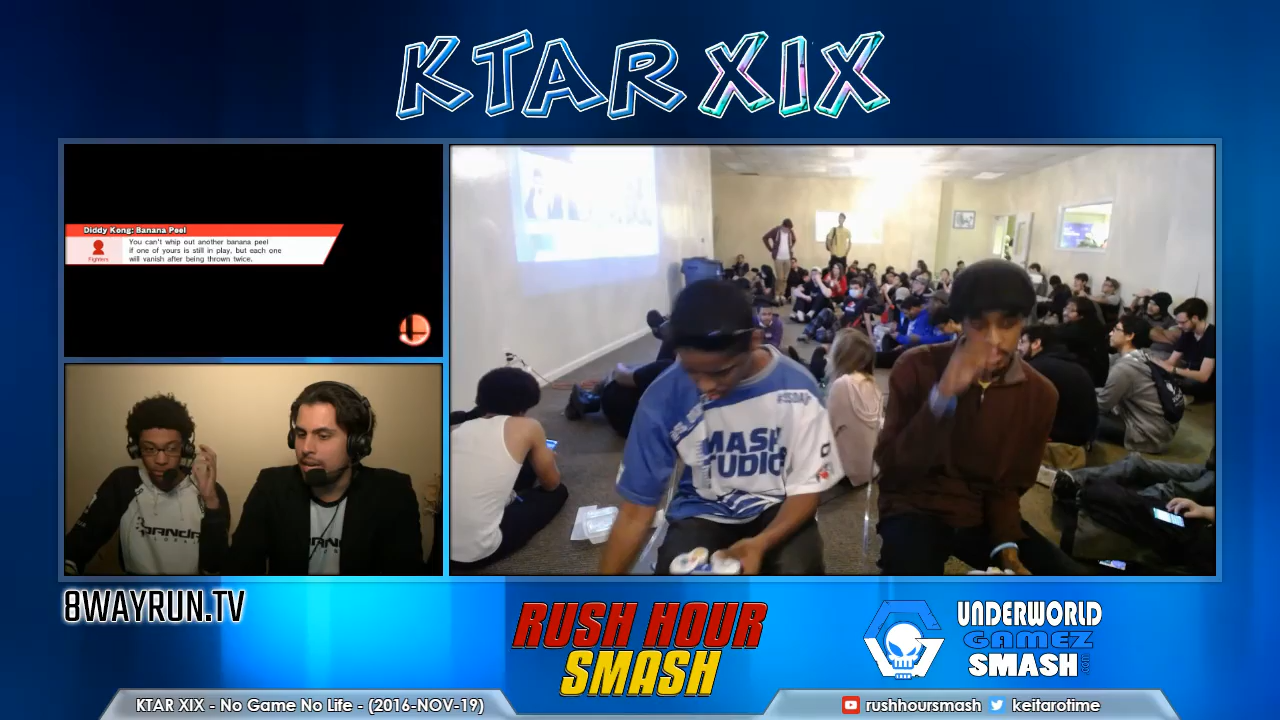 KTAR XIX
Diddy Kong: Banana Peel
You can't whip out another banana peel
if one of yours is still in play, but each one
will vanish after being thrown twice.
Fighters
8WAYRUN.TV
RUSH HOUR
SMASH
UNDERWORLD
GAMEZ
SMASH
.com
KTAR XIX - No Game No Life - (2016-NOV-19)
rushhoursmash
keitarotime